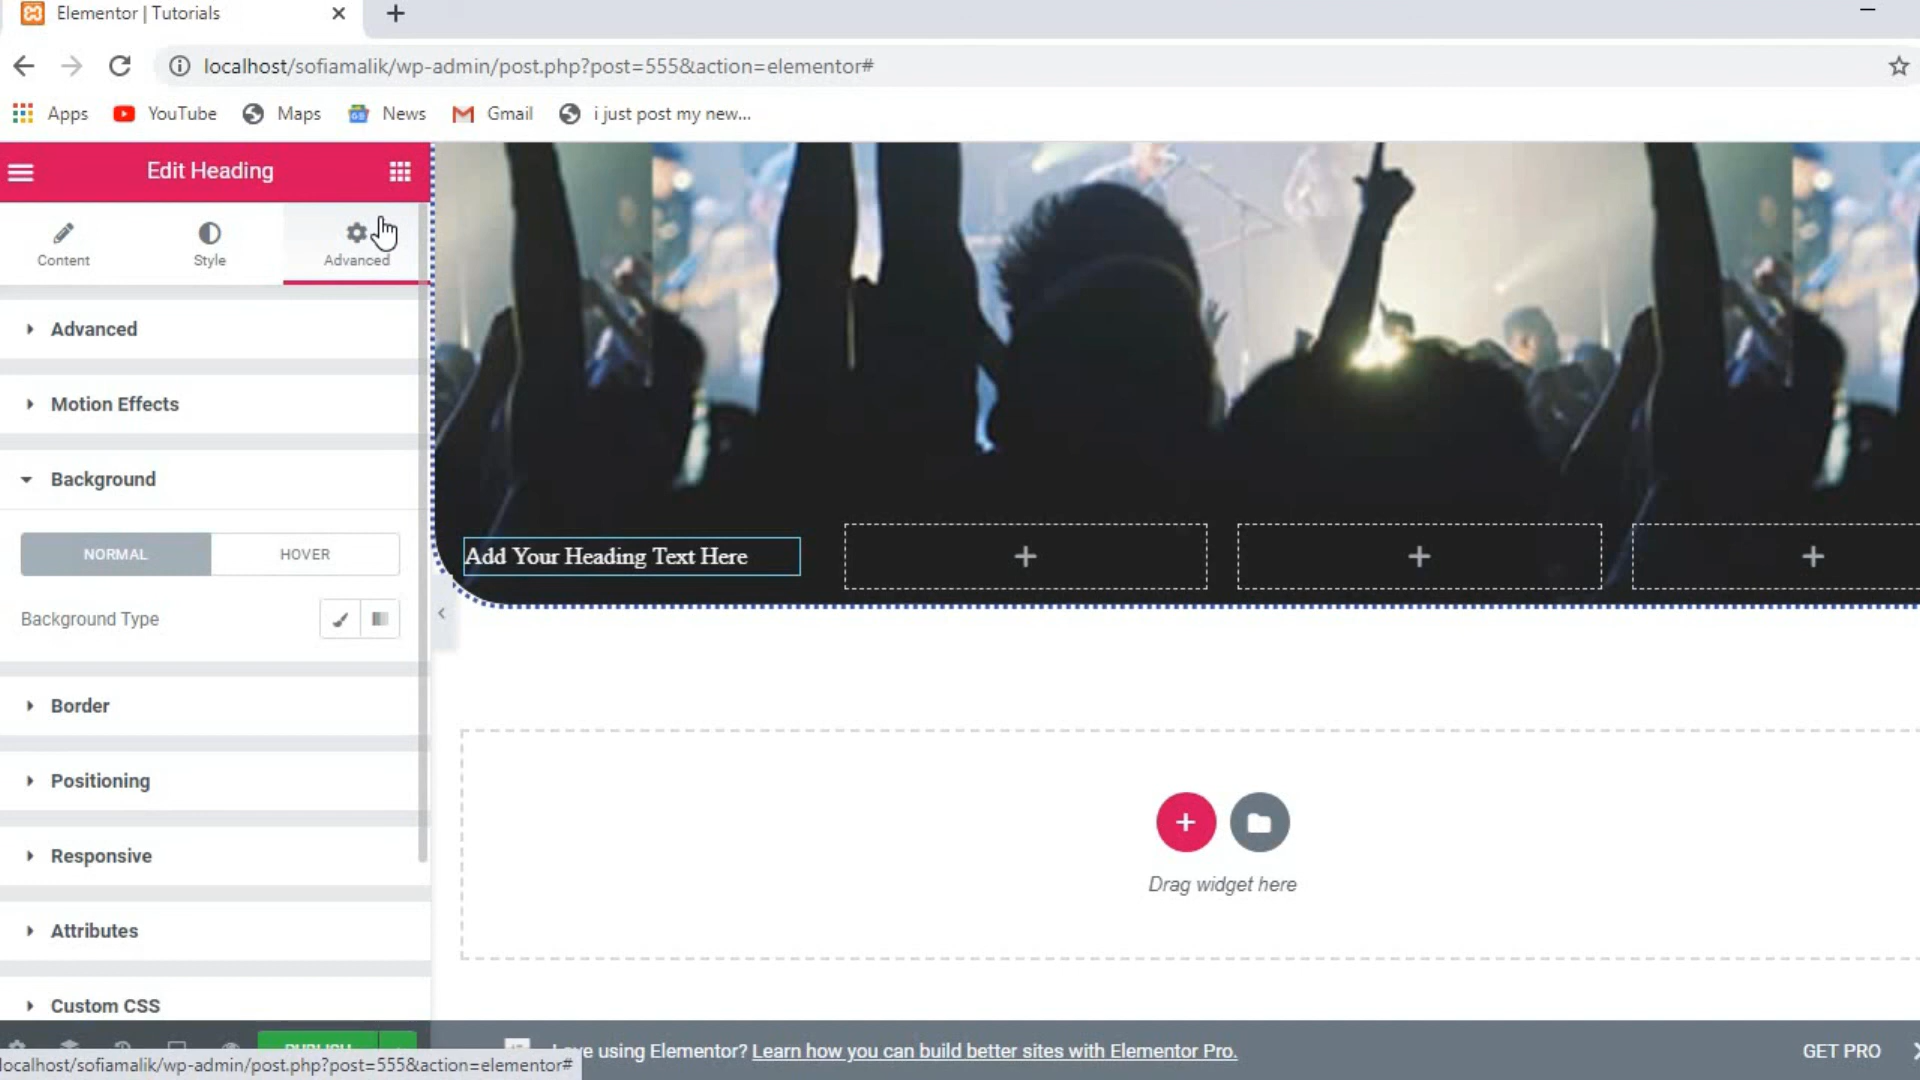 Elementor | Tutorials
localhost/sofiamalik/wp-admin/post.php?post=555&action=elementor#
Apps YouTube Maps News Gmail i just post my new...
Edit Heading
Content Style Advanced
Advanced
Motion Effects
Background
NORMAL HOVER
Background Type
Border
Positioning
Responsive
Attributes
Custom CSS
PUBLISH
Add Your Heading Text Here
Drag widget here
using Elementor? Learn how you can build better sites with Elementor Pro.
GET PRO
localhost/sofiamalik/wp-admin/post.php?post=555&action=elementor#